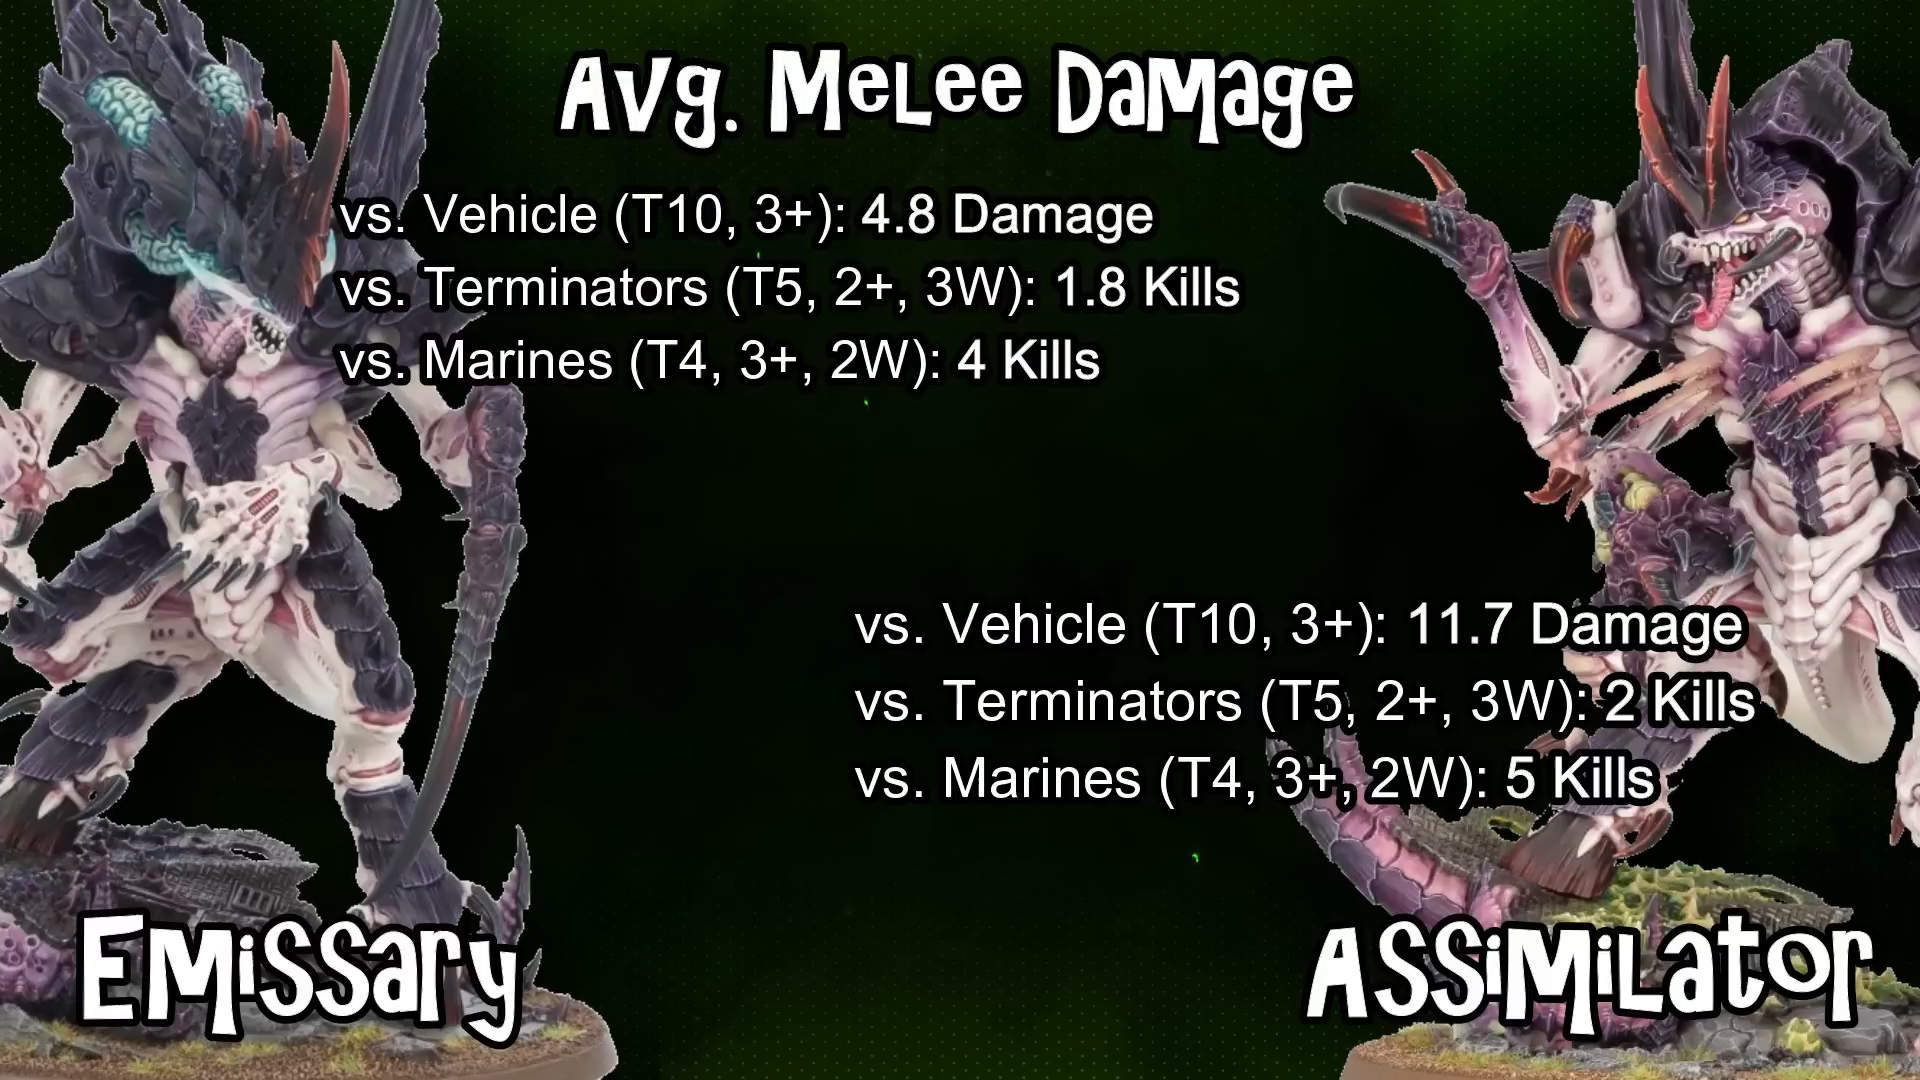 Avg. Melee Damage
vs. Vehicle (T10, 3+): 4.8 Damage
vs. Terminators (T5, 2+, 3W): 1.8 Kills
vs. Marines (T4, 3+, 2W): 4 Kills
vs. Vehicle (T10, 3+): 11.7 Damage
vs. Terminators (T5, 2+, 3W): 2 Kills
vs. Marines (T4, 3+, 2W): 5 Kills
Emissary
Assimilator